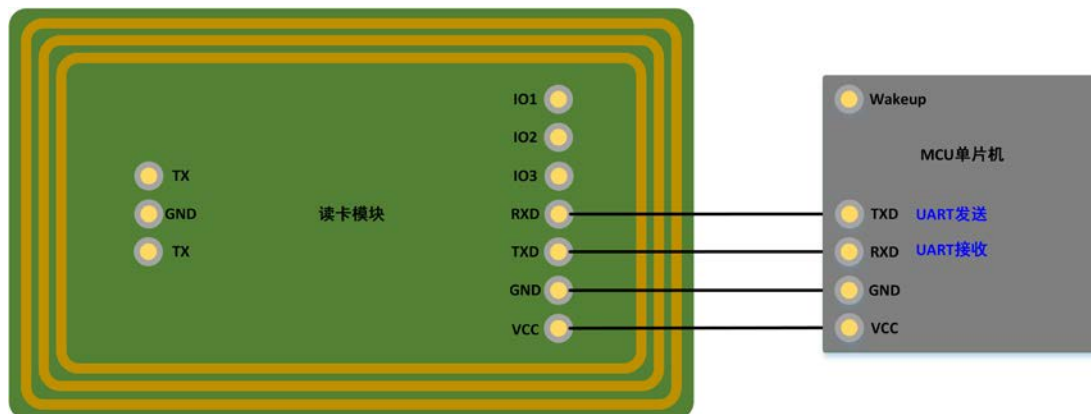 IO1
Wakeup
IO2
MCU单片机
TX
IO3
GND
读卡模块
RXD
TXD
UART发送
TX
TXD
RXD
UART接收
GND
GND
VCC
VCC